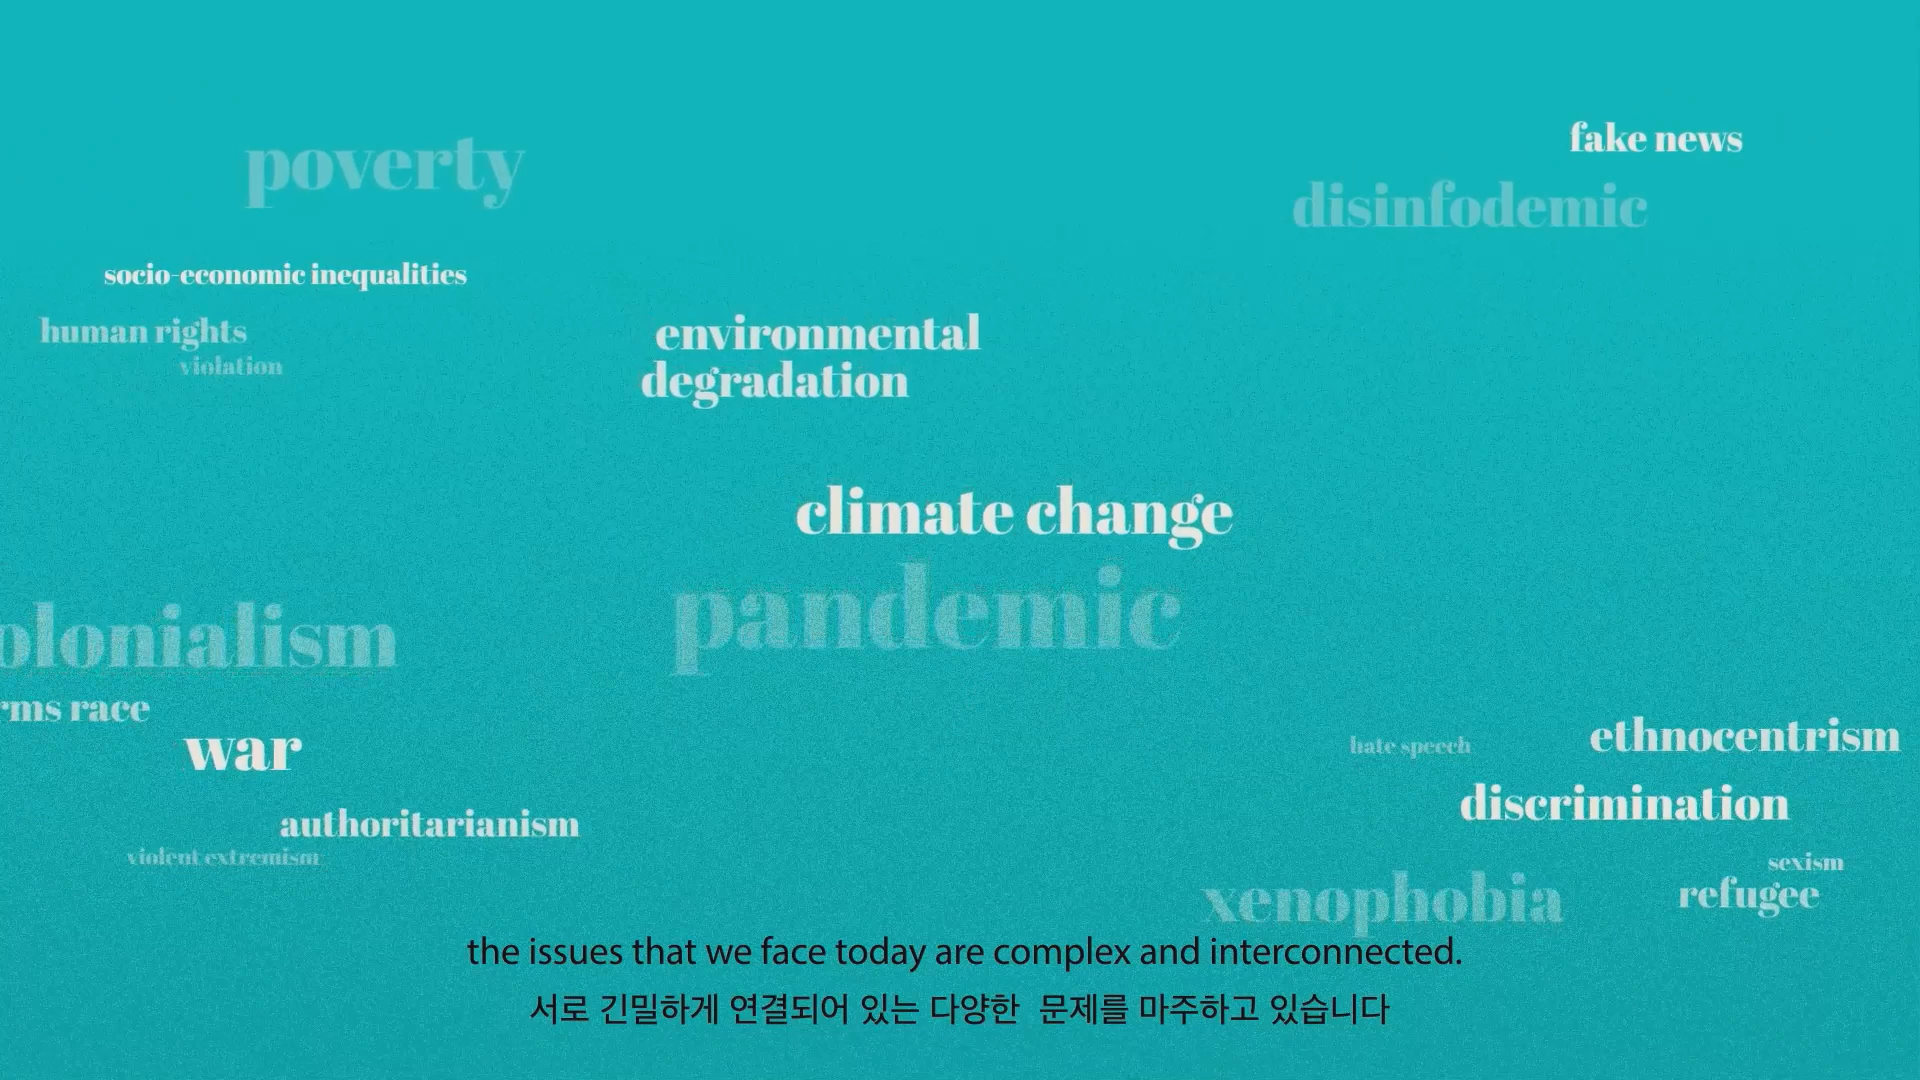 fake news
poverty
disinfodemic
socio-economic inequalities
human rights
violation
environmental
degradation
climate change
pandemic
olonialism
rms race
war
ethnocentrism
hate speech
discrimination
authoritarianism
violent extremism
sexism
refugee
xenophobia
the issues that we face today are complex and interconnected.
서로 긴밀하게 연결되어 있는 다양한 문제를 마주하고 있습니다